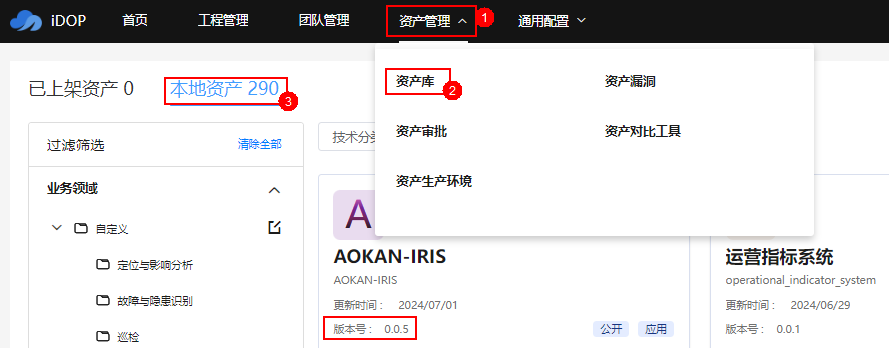 iDOP 首页 工程管理 团队管理 资产管理 1 通用配置
资产库 2 资产漏洞
资产审批 资产对比工具
资产生产环境
已上架资产 0 本地资产 290 3
过滤筛选 清除全部
业务领域
自定义
定位与影响分析
故障与隐患识别
巡检
技术分类
A
AOKAN-IRIS
AOKAN-IRIS
更新时间： 2024/07/01
版本号： 0.0.5 公开 应用
运营指标系统
operational_indicator_system
更新时间： 2024/06/29
版本号： 0.0.1